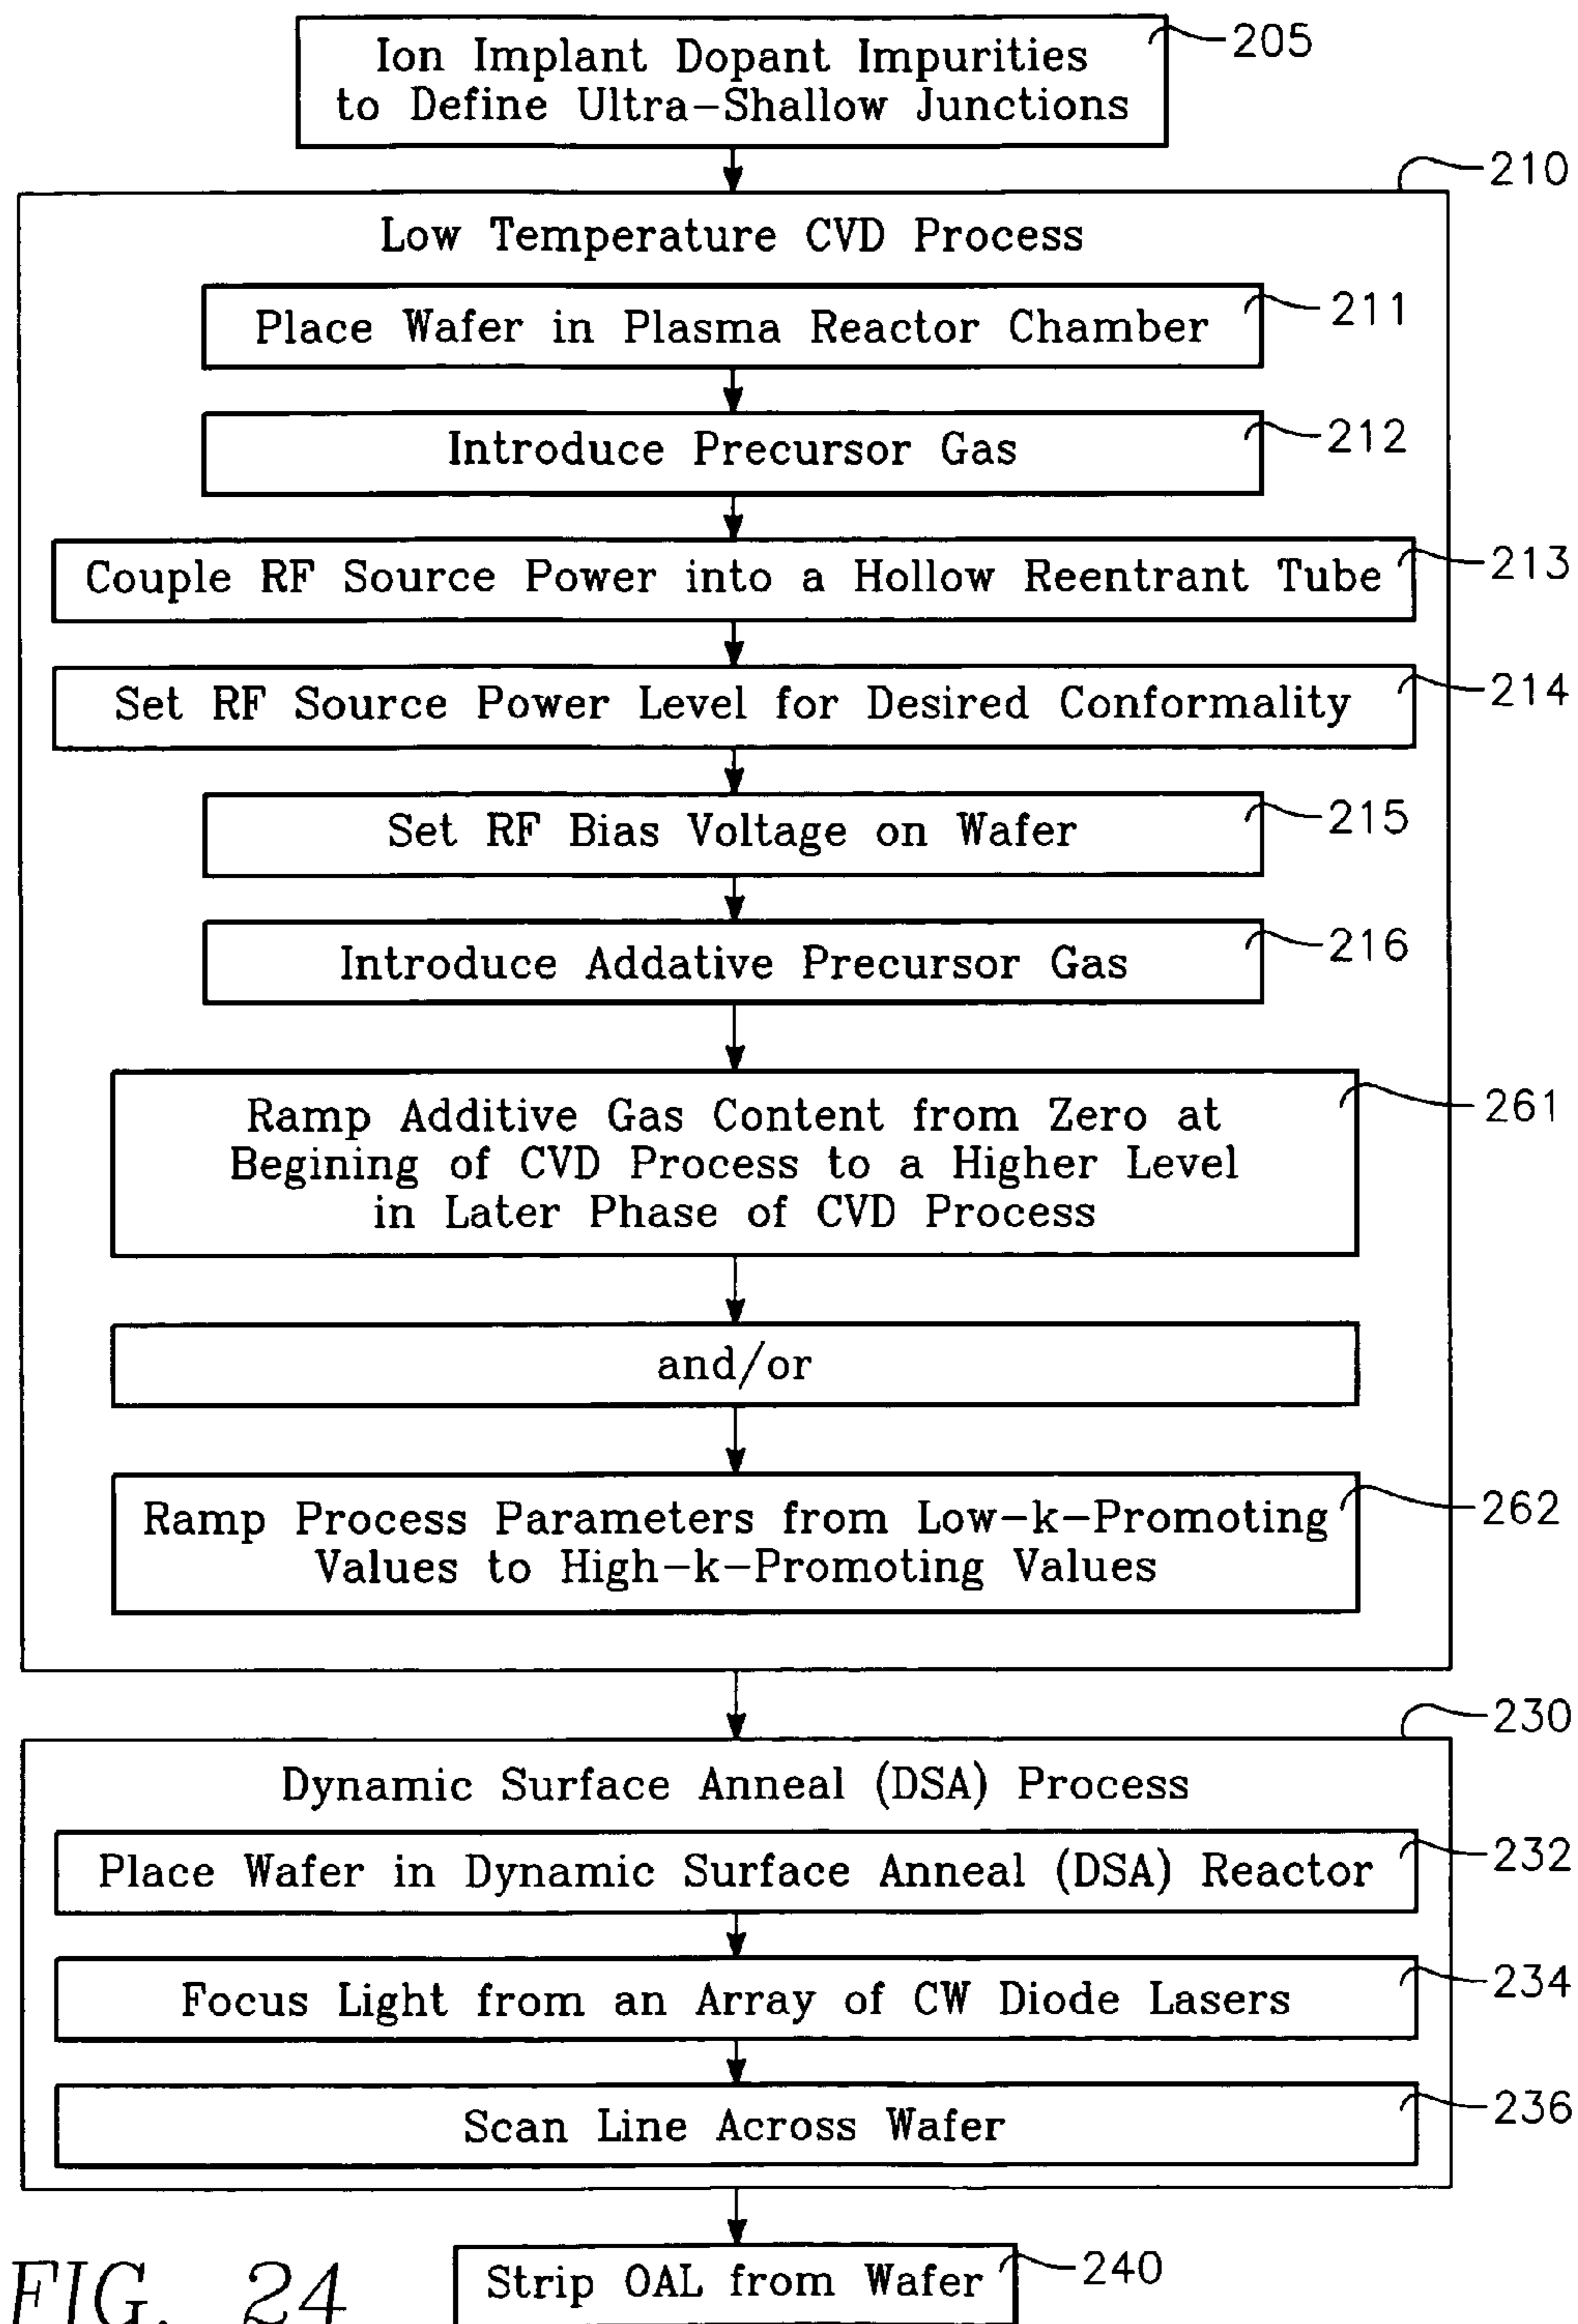 Ion Implant Dopant Impurities
to Define Ultra-Shallow Junctions
205
210
Low Temperature CVD Process
Place Wafer in Plasma Reactor Chamber
211
Introduce Precursor Gas
212
Couple RF Source Power into a Hollow Reentrant Tube
213
Set RF Source Power Level for Desired Conformality
214
Set RF Bias Voltage on Wafer
215
Introduce Addative Precursor Gas
216
Ramp Additive Gas Content from Zero at
Begining of CVD Process to a Higher Level
in Later Phase of CVD Process
261
and/or
Ramp Process Parameters from Low-k-Promoting
Values to High-k-Promoting Values
262
230
Dynamic Surface Anneal (DSA) Process
Place Wafer in Dynamic Surface Anneal (DSA) Reactor
232
Focus Light from an Array of CW Diode Lasers
234
Scan Line Across Wafer
236
Strip OAL from Wafer
240
FIG. 24